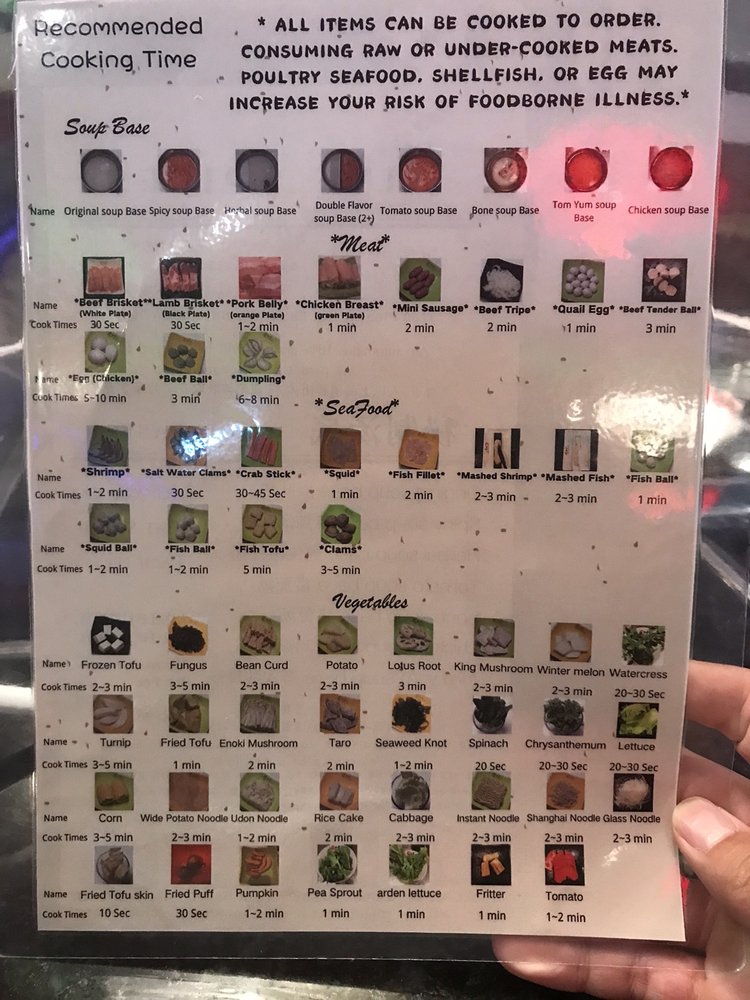 Recommended
Cooking Time
* ALL ITEMS CAN BE COOKED TO ORDER.
CONSUMING RAW OR UNDER-COOKED MEATS.
POULTRY SEAFOOD, SHELLFISH, OR EGG MAY
INCREASE YOUR RISK OF FOODBORNE ILLNESS.*
Soup Base
Name Original soup Base Spicy soup Base Herbal soup Base Double Flavor soup Base (2+) Tomato soup Base Bone soup Base Tom Yum soup Base Chicken soup Base
*Meat*
Name *Beef Brisket* *Lamb Brisket* *Pork Belly* *Chicken Breast* *Mini Sausage* *Beef Tripe* *Quail Egg* *Beef Tender Ball*
(White Plate) (Black Plate) (orange Plate) (green Plate)
Cook Times 30 Sec 30 Sec 1~2 min 1 min 2 min 2 min 1 min 3 min
Name *Egg (Chicken)* *Beef Ball* *Dumpling*
Cook Times 5~10 min 3 min 6~8 min
*SeaFood*
Name *Shrimp* *Salt Water Clams* *Crab Stick* *Squid* *Fish Fillet* *Mashed Shrimp* *Mashed Fish* *Fish Ball*
Cook Times 1~2 min 30 Sec 30~45 Sec 1 min 2 min 2~3 min 2~3 min 1 min
Name *Squid Ball* *Fish Ball* *Fish Tofu* *Clams*
Cook Times 1~2 min 1~2 min 5 min 3~5 min
Vegetables
Name Frozen Tofu Fungus Bean Curd Potato Lotus Root King Mushroom Winter melon Watercress
Cook Times 2~3 min 3~5 min 2~3 min 2~3 min 3 min 2~3 min 2~3 min 20~30 Sec
Name Turnip Fried Tofu Enoki Mushroom Taro Seaweed Knot Spinach Chrysanthemum Lettuce
Cook Times 3~5 min 1 min 2 min 2 min 1~2 min 20 Sec 20~30 Sec 20~30 Sec
Name Corn Wide Potato Noodle Udon Noodle Rice Cake Cabbage Instant Noodle Shanghai Noodle Glass Noodle
Cook Times 3~5 min 2~3 min 1~2 min 2 min 2~3 min 2~3 min 2~3 min 2~3 min
Name Fried Tofu skin Fried Puff Pumpkin Pea Sprout arden lettuce Fritter Tomato
Cook Times 10 Sec 30 Sec 1~2 min 1 min 1 min 1 min 1~2 min